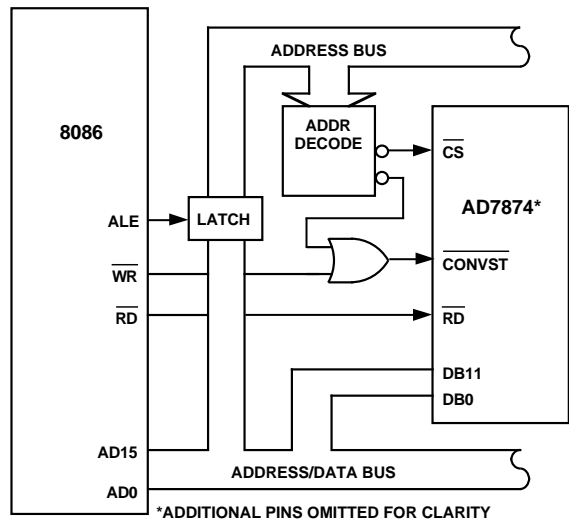 ADDRESS BUS
8086
ADDR
DECODE
CS
AD7874*
ALE
LATCH
CONVST
WR
RD
RD
DB11
DB0
AD15
ADDRESS/DATA BUS
AD0
*ADDITIONAL PINS OMITTED FOR CLARITY